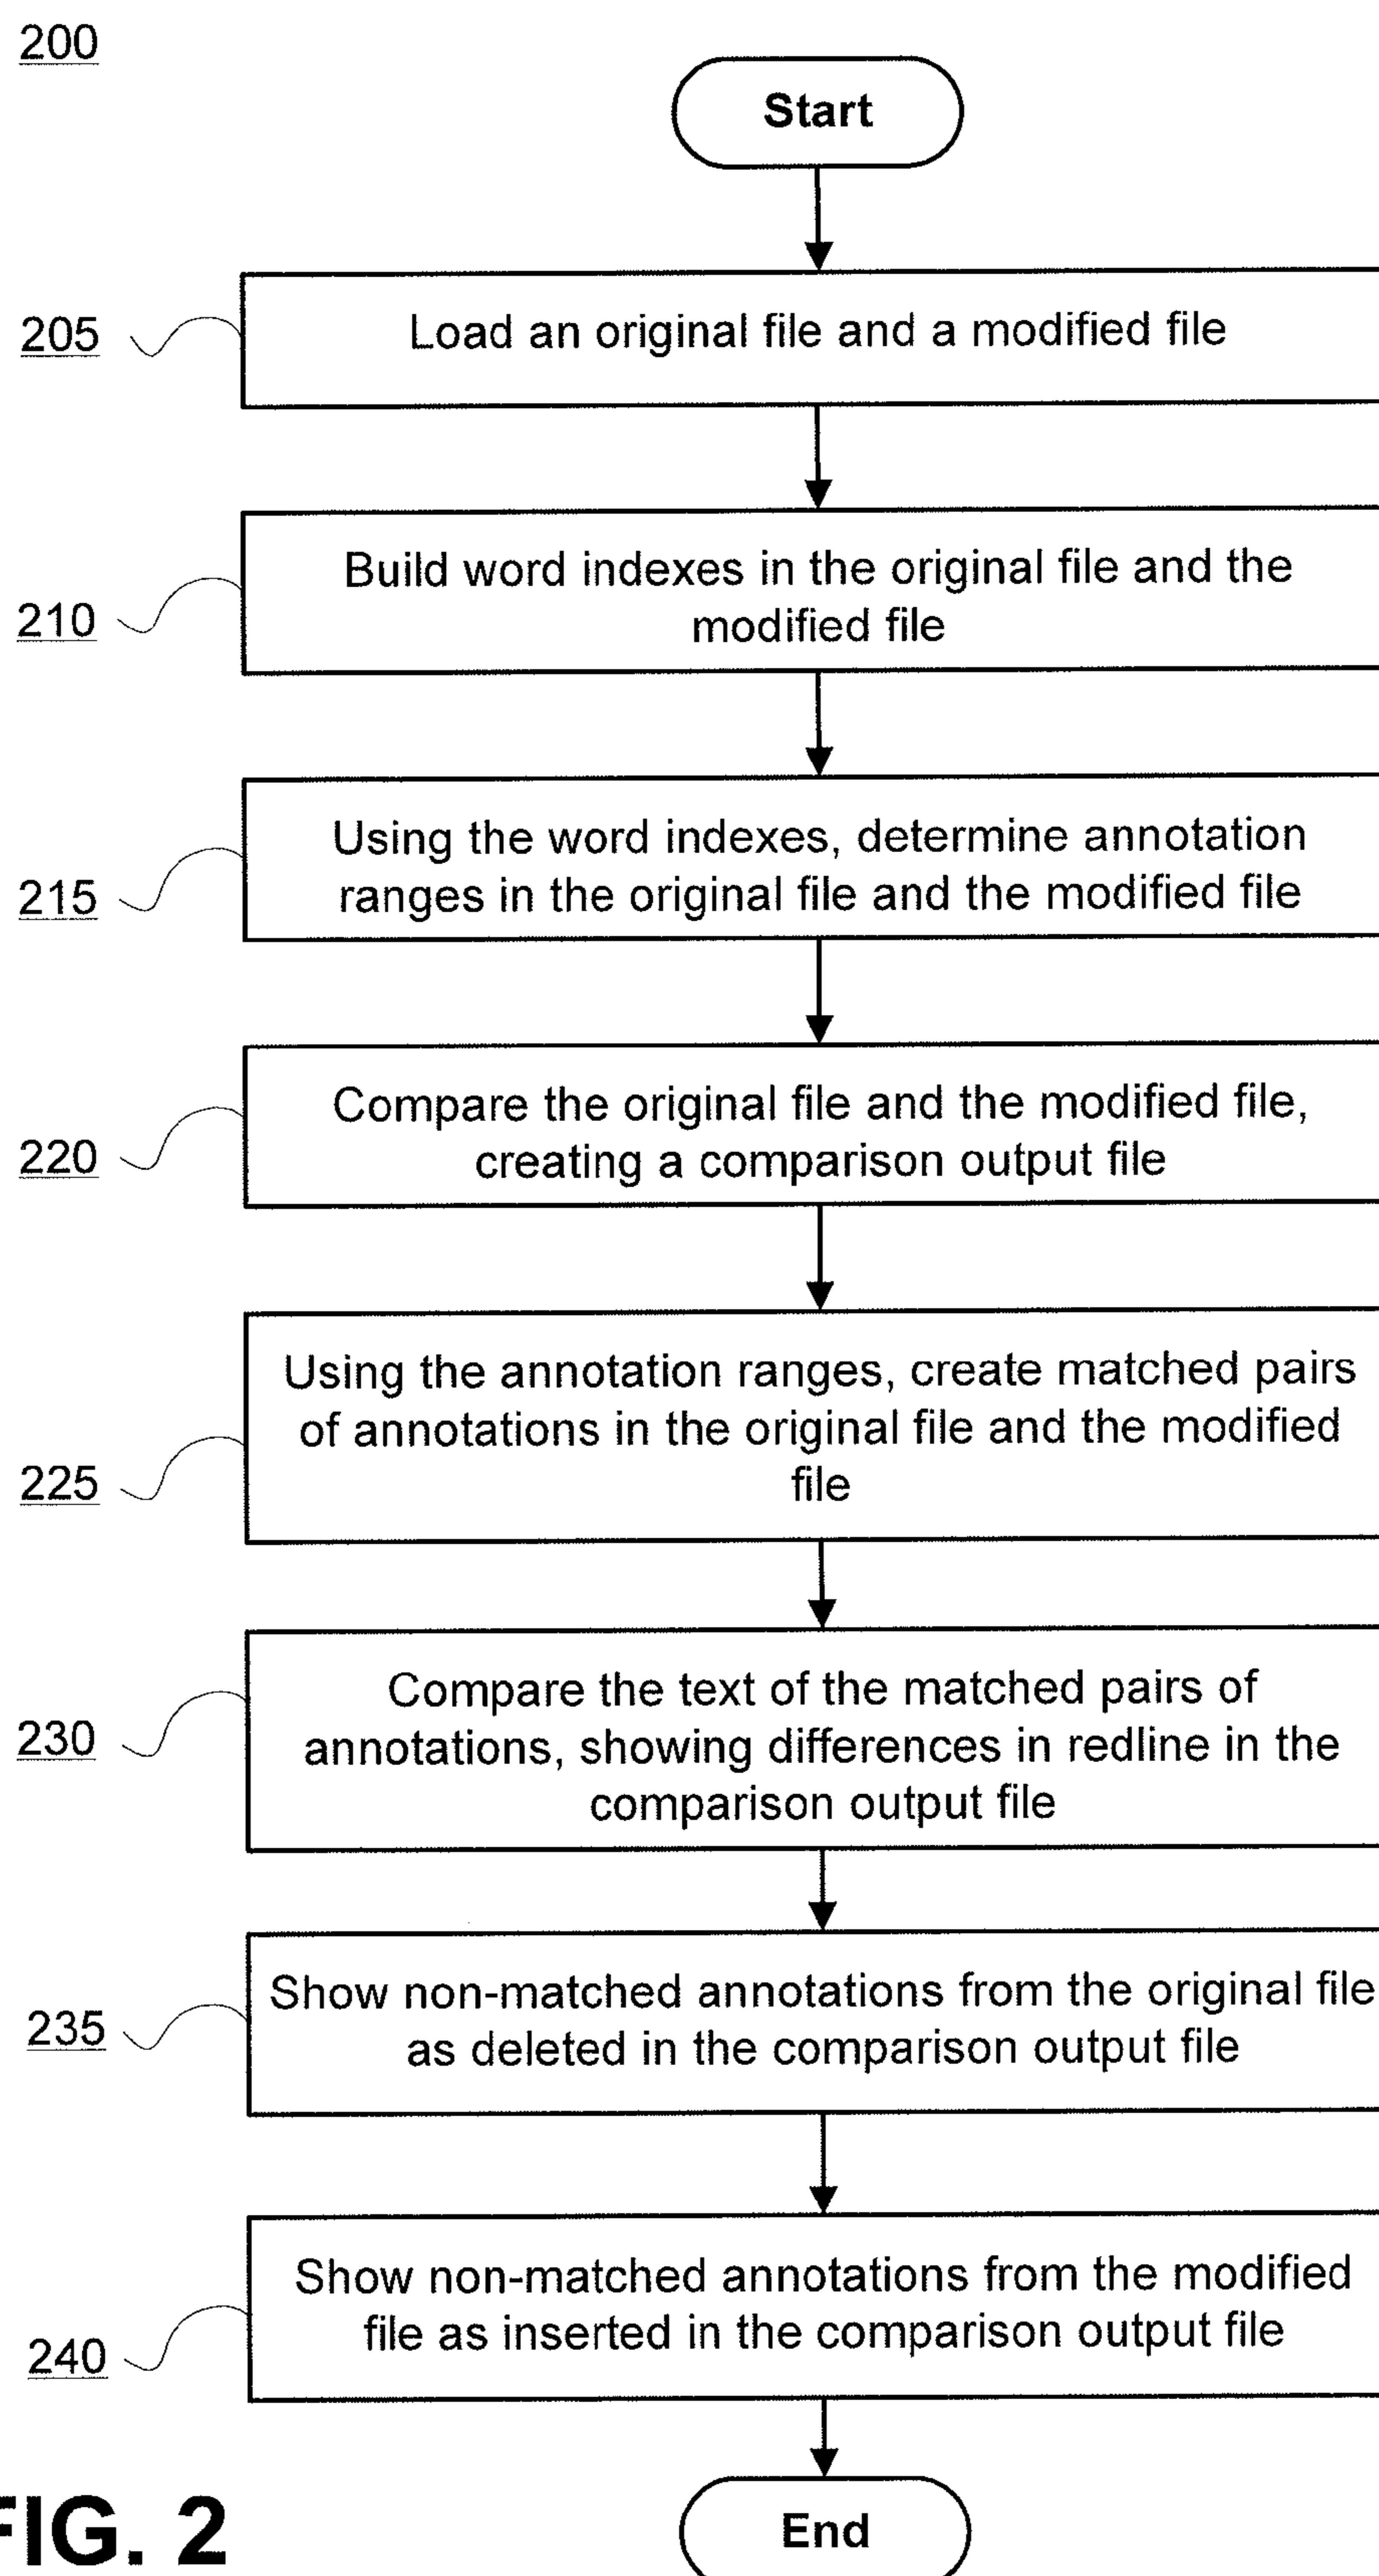 200
Start
205
Load an original file and a modified file
210
Build word indexes in the original file and the
modified file
215
Using the word indexes, determine annotation
ranges in the original file and the modified file
220
Compare the original file and the modified file,
creating a comparison output file
225
Using the annotation ranges, create matched pairs
of annotations in the original file and the modified
file
230
Compare the text of the matched pairs of
annotations, showing differences in redline in the
comparison output file
235
Show non-matched annotations from the original file
as deleted in the comparison output file
240
Show non-matched annotations from the modified
file as inserted in the comparison output file
End
FIG. 2